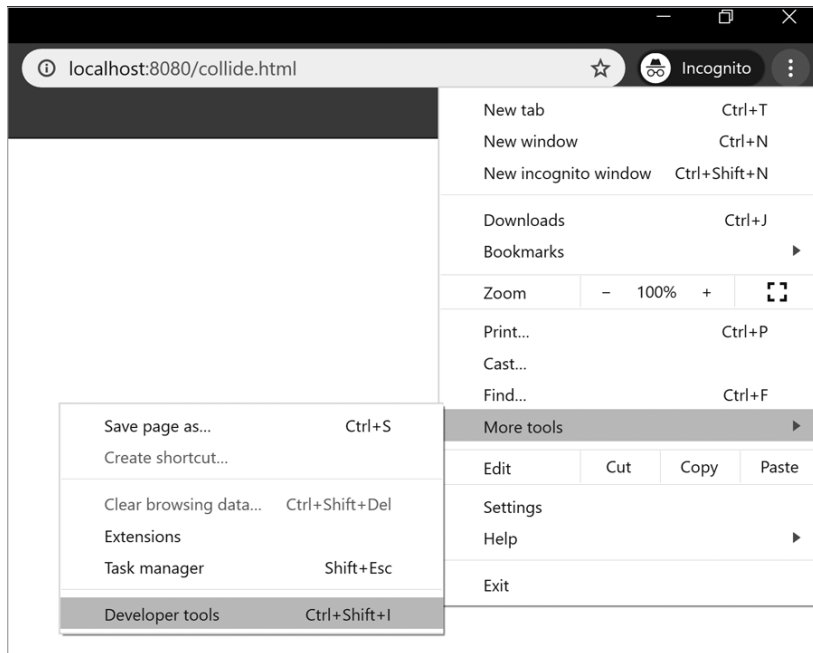 localhost:8080/collide.html
Incognito
New tab Ctrl+T
New window Ctrl+N
New incognito window Ctrl+Shift+N
Downloads Ctrl+J
Bookmarks
Zoom − 100% +
Print... Ctrl+P
Cast...
Find... Ctrl+F
More tools
Edit Cut Copy Paste
Settings
Help
Exit
Save page as... Ctrl+S
Create shortcut...
Clear browsing data... Ctrl+Shift+Del
Extensions
Task manager Shift+Esc
Developer tools Ctrl+Shift+I